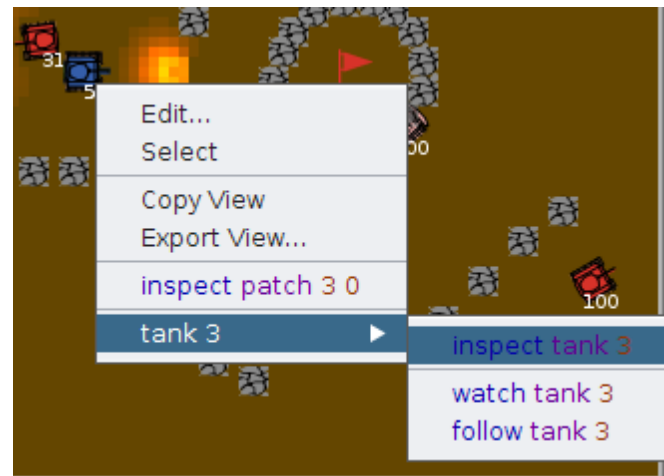 31
5
Edit...
Select
00
Copy View
Export View...
inspect patch 3 0
100
tank 3
inspect tank 3
watch tank 3
follow tank 3